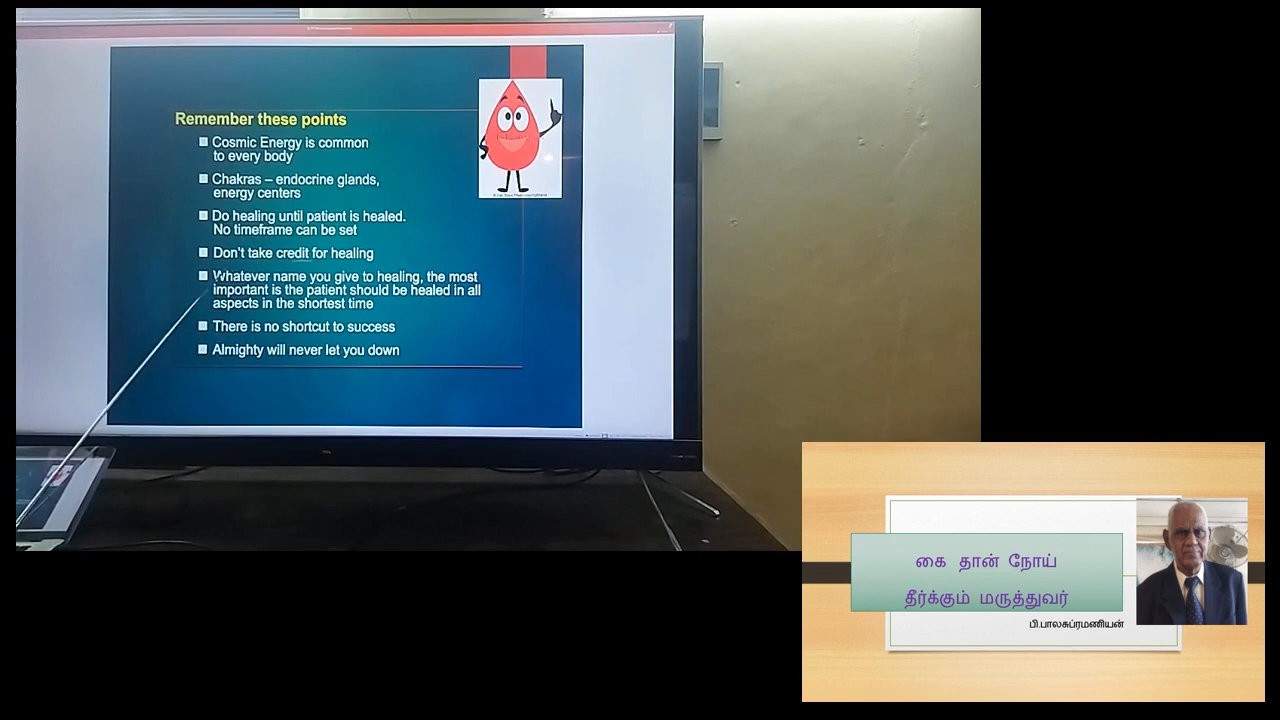 Remember these points
Cosmic Energy is common
to every body
Chakras – endocrine glands,
energy centers
Do healing until patient is healed.
No timeframe can be set
Don't take credit for healing
Whatever name you give to healing, the most
important is the patient should be healed in all
aspects in the shortest time
There is no shortcut to success
Almighty will never let you down
கை தான் நோய்
தீர்க்கும் மருத்துவர்
பி.பாலசுப்ரமணியன்